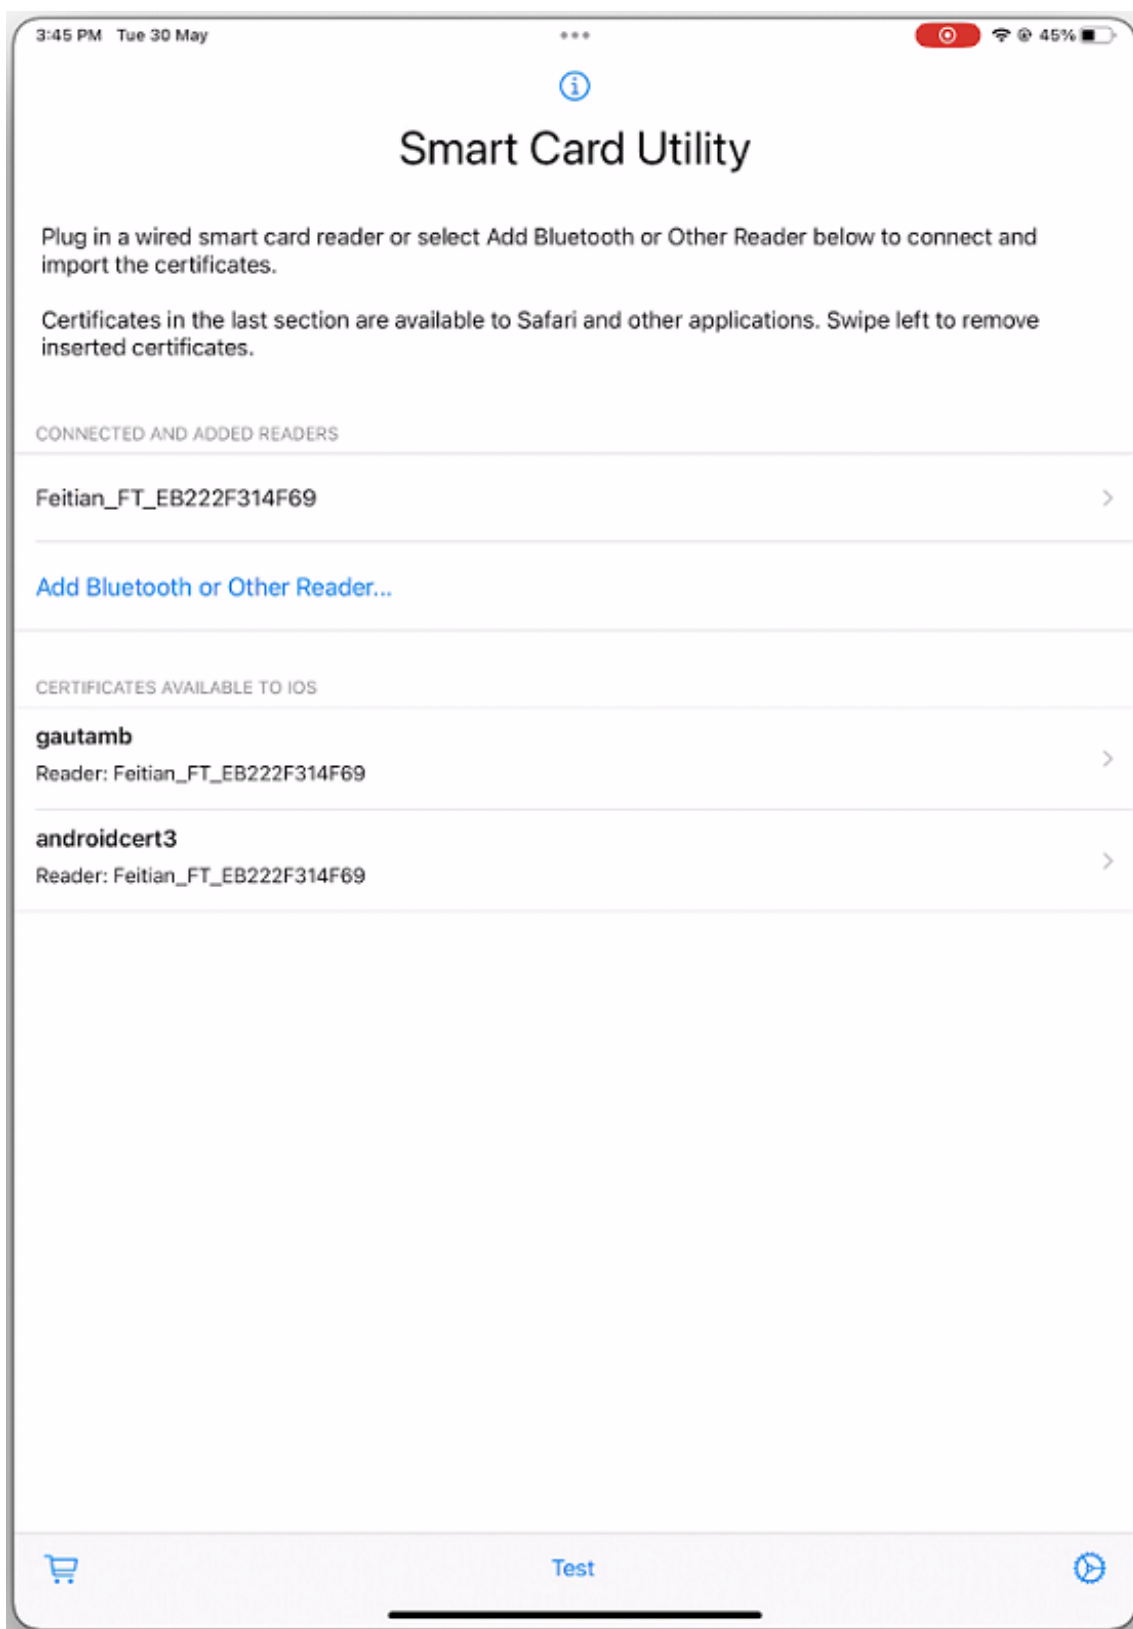 3:45 PM Tue 30 May
45%
Smart Card Utility
Plug in a wired smart card reader or select Add Bluetooth or Other Reader below to connect and
import the certificates.
Certificates in the last section are available to Safari and other applications. Swipe left to remove
inserted certificates.
CONNECTED AND ADDED READERS
Feitian_FT_EB222F314F69
Add Bluetooth or Other Reader...
CERTIFICATES AVAILABLE TO IOS
gautamb
Reader: Feitian_FT_EB222F314F69
androidcert3
Reader: Feitian_FT_EB222F314F69
Test